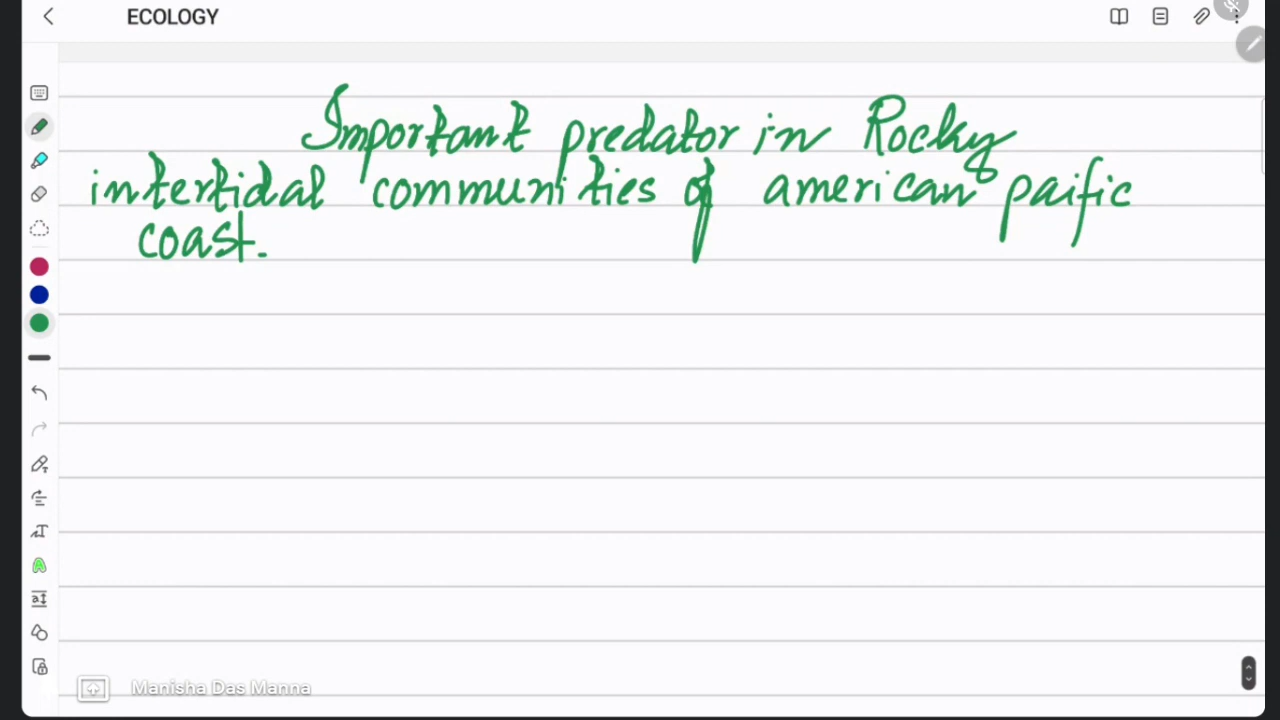 ECOLOGY
Important predator in Rocky
intertidal communities of american paific
coast.
Manisha Das Manna